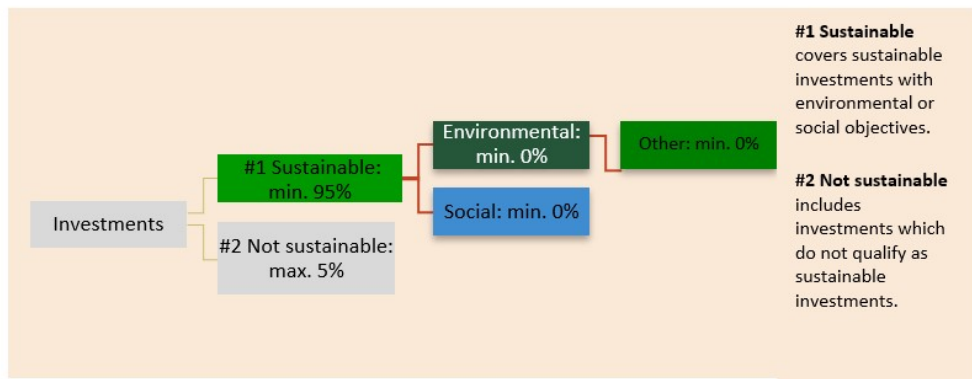 Investments
#1 Sustainable:
min. 95%
#2 Not sustainable:
max. 5%
Environmental:
min. 0%
Social: min. 0%
Other: min. 0%
#1 Sustainable
covers sustainable
investments with
environmental or
social objectives.
#2 Not sustainable
includes
investments which
do not qualify as
sustainable
investments.